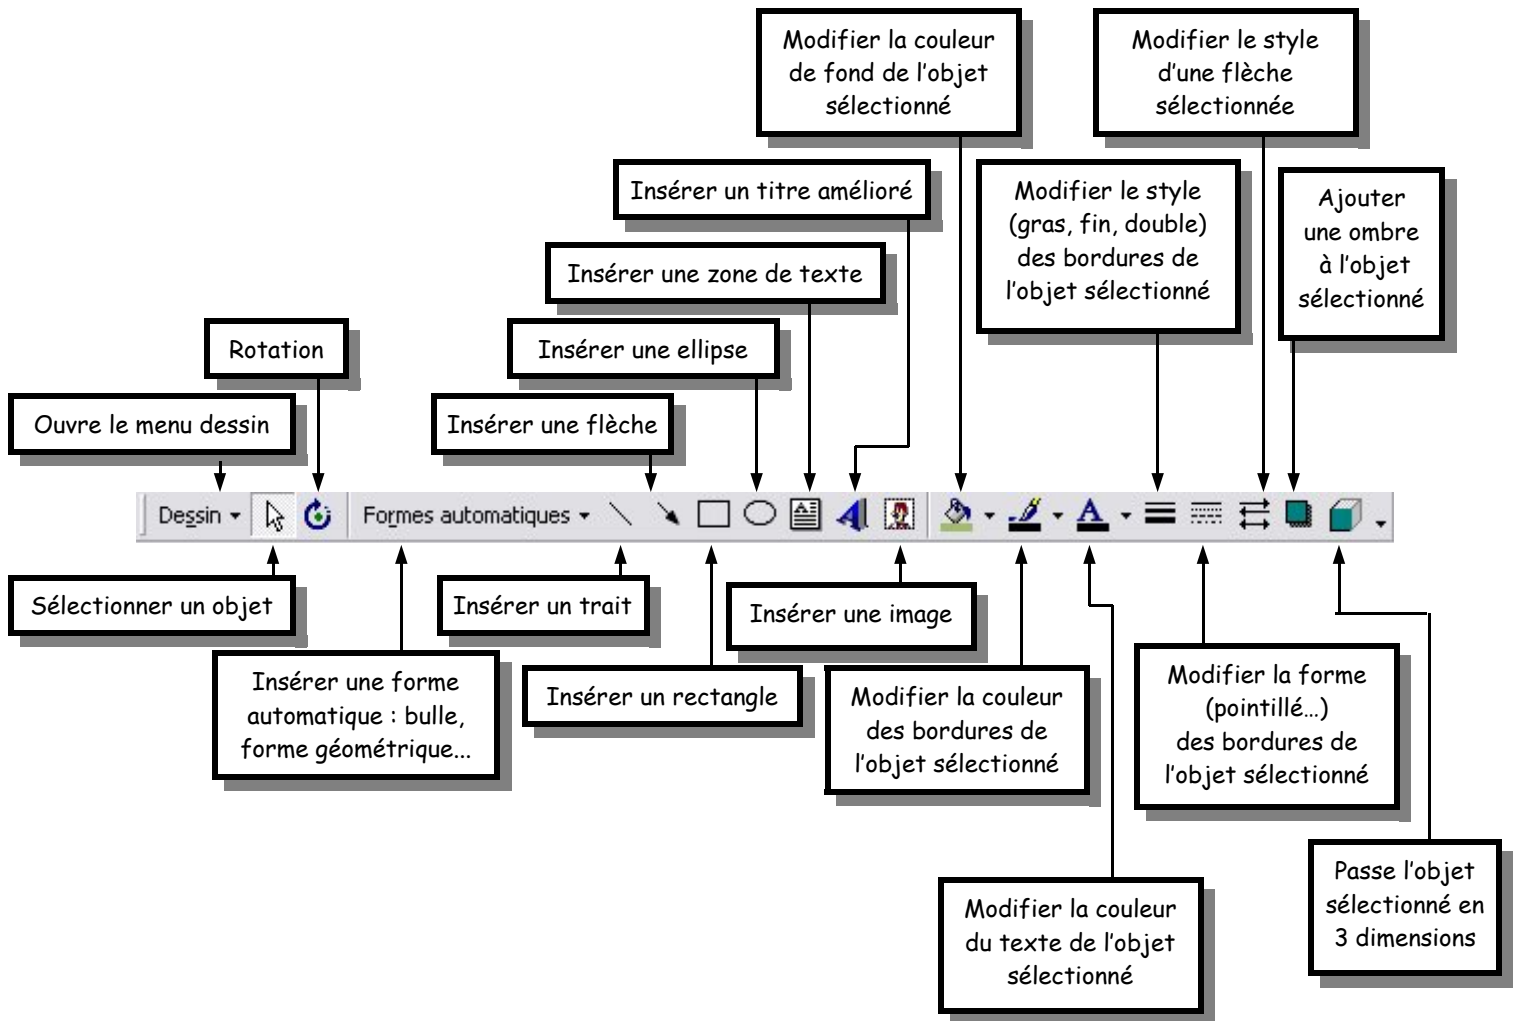 Modifier la couleur
de fond de l'objet
sélectionné
Modifier le style
d'une flèche
sélectionnée
Insérer un titre amélioré
Modifier le style
(gras, fin, double)
des bordures de
l'objet sélectionné
Ajouter
une ombre
à l'objet
sélectionné
Insérer une zone de texte
Rotation
Insérer une ellipse
Ouvre le menu dessin
Insérer une flèche
Dessin
Formes automatiques
Sélectionner un objet
Insérer un trait
Insérer une image
Insérer une forme
automatique : bulle,
forme géométrique...
Insérer un rectangle
Modifier la couleur
des bordures de
l'objet sélectionné
Modifier la forme
(pointillé...)
des bordures de
l'objet sélectionné
Modifier la couleur
du texte de l'objet
sélectionné
Passe l'objet
sélectionné en
3 dimensions